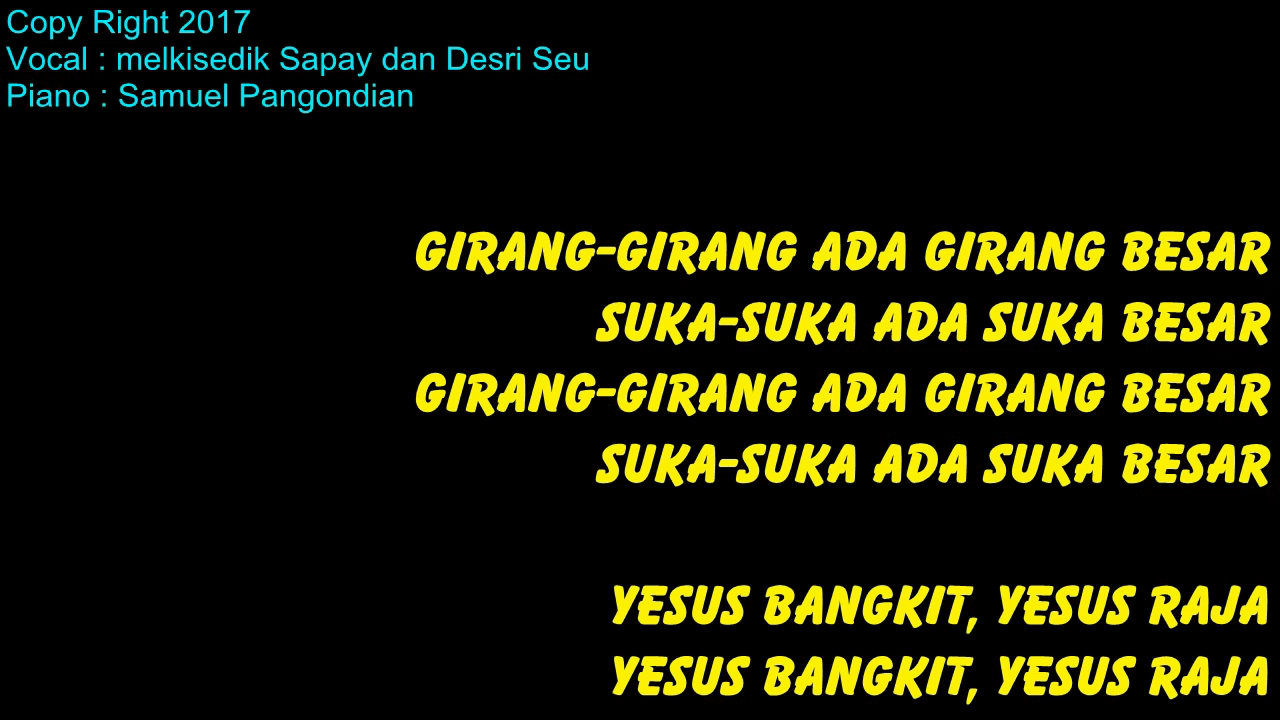 Copy Right 2017
Vocal : melkisedik Sapay dan Desri Seu
Piano : Samuel Pangondian
GIRANG-GIRANG ADA GIRANG BESAR
SUKA-SUKA ADA SUKA BESAR
GIRANG-GIRANG ADA GIRANG BESAR
SUKA-SUKA ADA SUKA BESAR
YESUS BANGKIT, YESUS RAJA
YESUS BANGKIT, YESUS RAJA